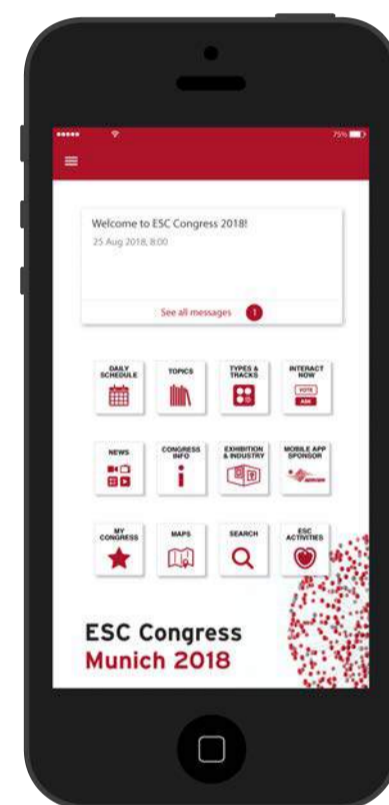 75%
Welcome to ESC Congress 2018!
25 Aug 2018, 8:00
See all messages 1
DAILY
SCHEDULE
TOPICS
TYPES &
TRACKS
INTERACT
NOW
VOTE
ASK
NEWS
CONGRESS
INFO
EXHIBITION
& INDUSTRY
MOBILE APP
SPONSOR
MY
CONGRESS
MAPS
SEARCH
ESC
ACTIVITIES
ESC Congress
Munich 2018